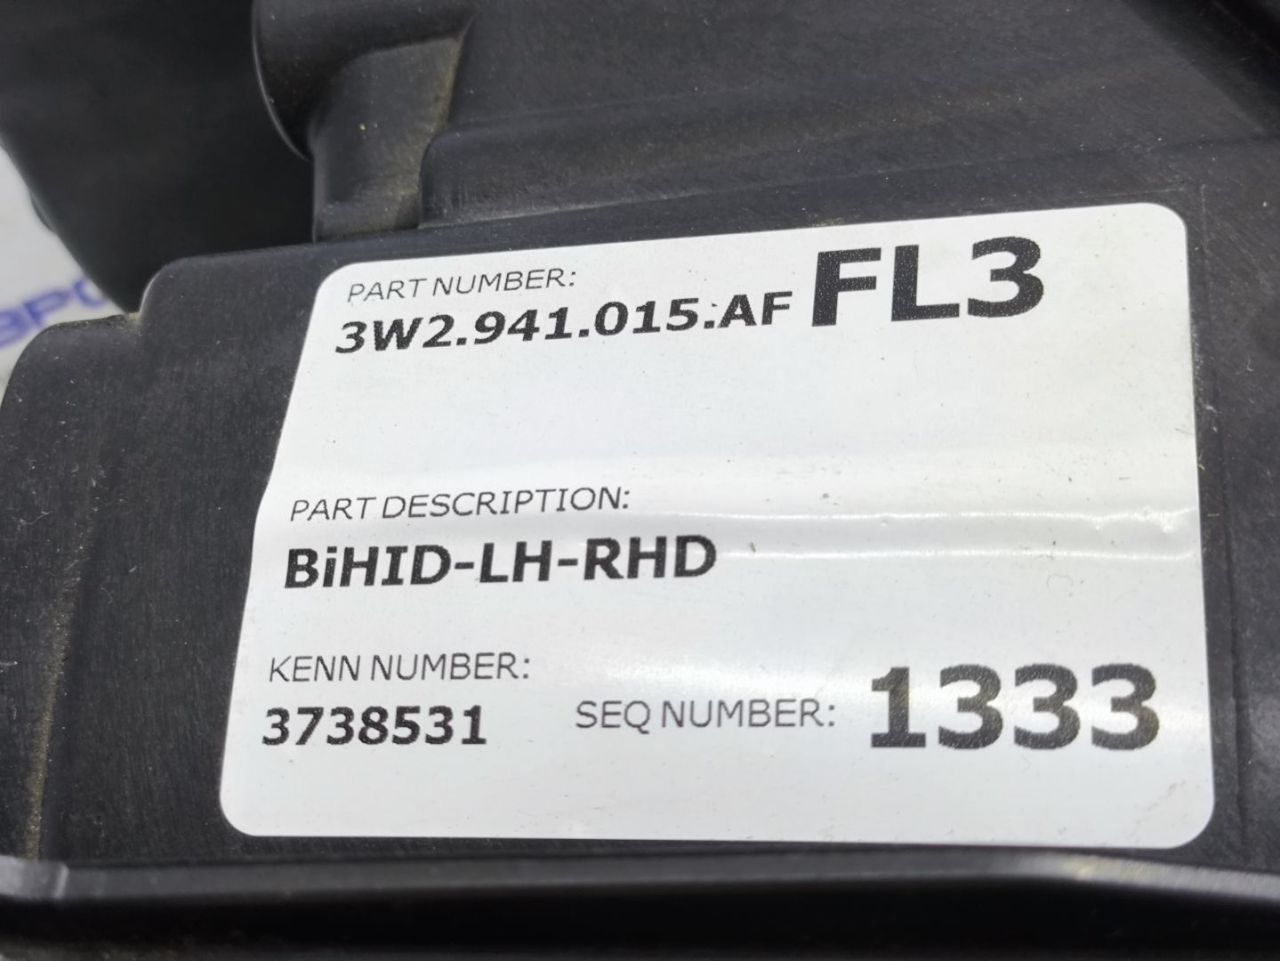 PART NUMBER:
3W2.941.015.AF FL3
PART DESCRIPTION:
BiHID-LH-RHD
KENN NUMBER:
3738531
SEQ NUMBER: 1333